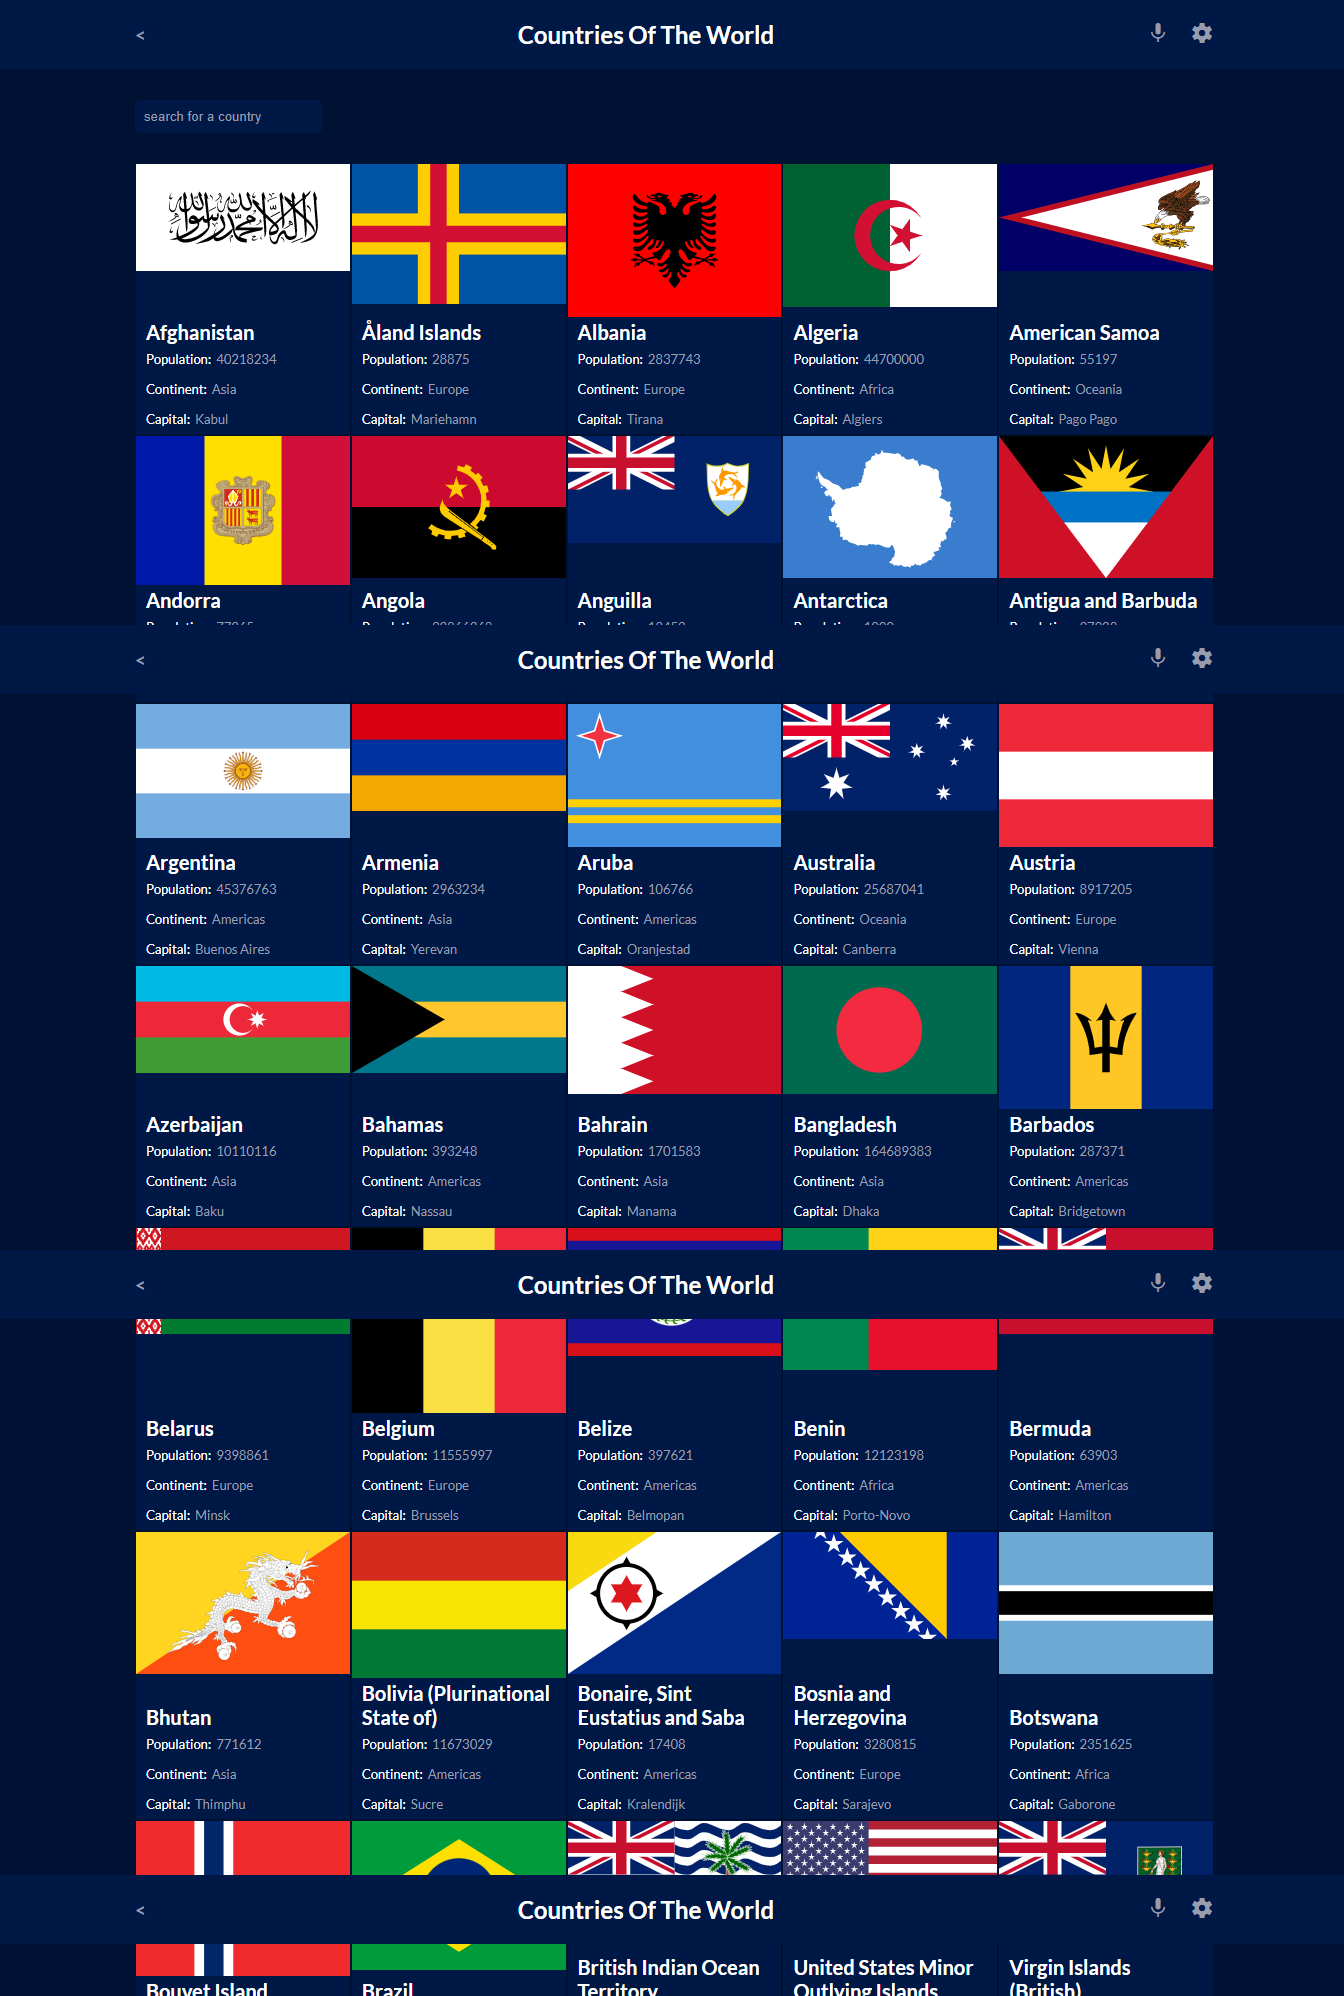 <
Countries Of The World
search for a country
Afghanistan
Population: 40218234
Continent: Asia
Capital: Kabul
Åland Islands
Population: 28875
Continent: Europe
Capital: Mariehamn
Albania
Population: 2837743
Continent: Europe
Capital: Tirana
Algeria
Population: 44700000
Continent: Africa
Capital: Algiers
American Samoa
Population: 55197
Continent: Oceania
Capital: Pago Pago
Andorra
Angola
Anguilla
Antarctica
Antigua and Barbuda
<
Countries Of The World
Argentina
Population: 45376763
Continent: Americas
Capital: Buenos Aires
Armenia
Population: 2963234
Continent: Asia
Capital: Yerevan
Aruba
Population: 106766
Continent: Americas
Capital: Oranjestad
Australia
Population: 25687041
Continent: Oceania
Capital: Canberra
Austria
Population: 8917205
Continent: Europe
Capital: Vienna
Azerbaijan
Population: 10110116
Continent: Asia
Capital: Baku
Bahamas
Population: 393248
Continent: Americas
Capital: Nassau
Bahrain
Population: 1701583
Continent: Asia
Capital: Manama
Bangladesh
Population: 164689383
Continent: Asia
Capital: Dhaka
Barbados
Population: 287371
Continent: Americas
Capital: Bridgetown
<
Countries Of The World
Belarus
Population: 9398861
Continent: Europe
Capital: Minsk
Belgium
Population: 11555997
Continent: Europe
Capital: Brussels
Belize
Population: 397621
Continent: Americas
Capital: Belmopan
Benin
Population: 12123198
Continent: Africa
Capital: Porto-Novo
Bermuda
Population: 63903
Continent: Americas
Capital: Hamilton
Bhutan
Population: 771612
Continent: Asia
Capital: Thimphu
Bolivia (Plurinational
State of)
Population: 11673029
Continent: Americas
Capital: Sucre
Bonaire, Sint
Eustatius and Saba
Population: 17408
Continent: Americas
Capital: Kralendijk
Bosnia and
Herzegovina
Population: 3280815
Continent: Europe
Capital: Sarajevo
Botswana
Population: 2351625
Continent: Africa
Capital: Gaborone
<
Countries Of The World
Bouvet Island
Brazil
British Indian Ocean
Territory
United States Minor
Outlying Islands
Virgin Islands
(British)